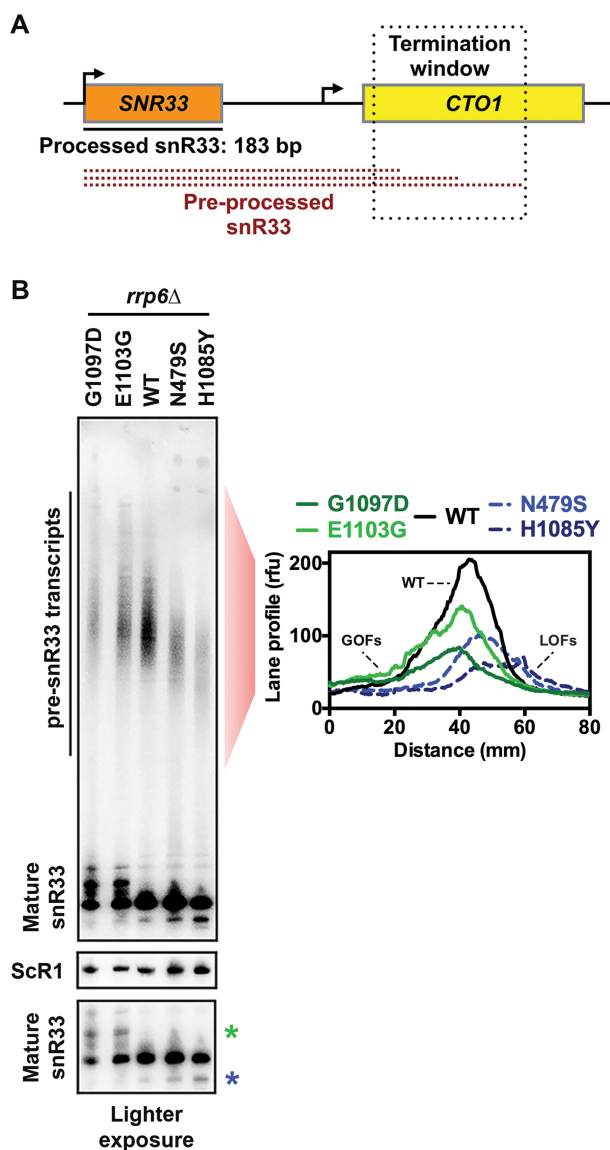 A
Termination
window
SNR33
CTO1
Processed snR33: 183 bp
Pre-processed
snR33
B
rrp6Δ
G1097D
E1103G
WT
N479S
H1085Y
pre-snR33 transcripts
Mature
snR33
ScR1
Mature
snR33
*
*
Lighter
exposure
G1097D
E1103G
WT
N479S
H1085Y
Lane profile (rfu)
200
100
0
WT
GOFs
LOFs
0 20 40 60 80
Distance (mm)